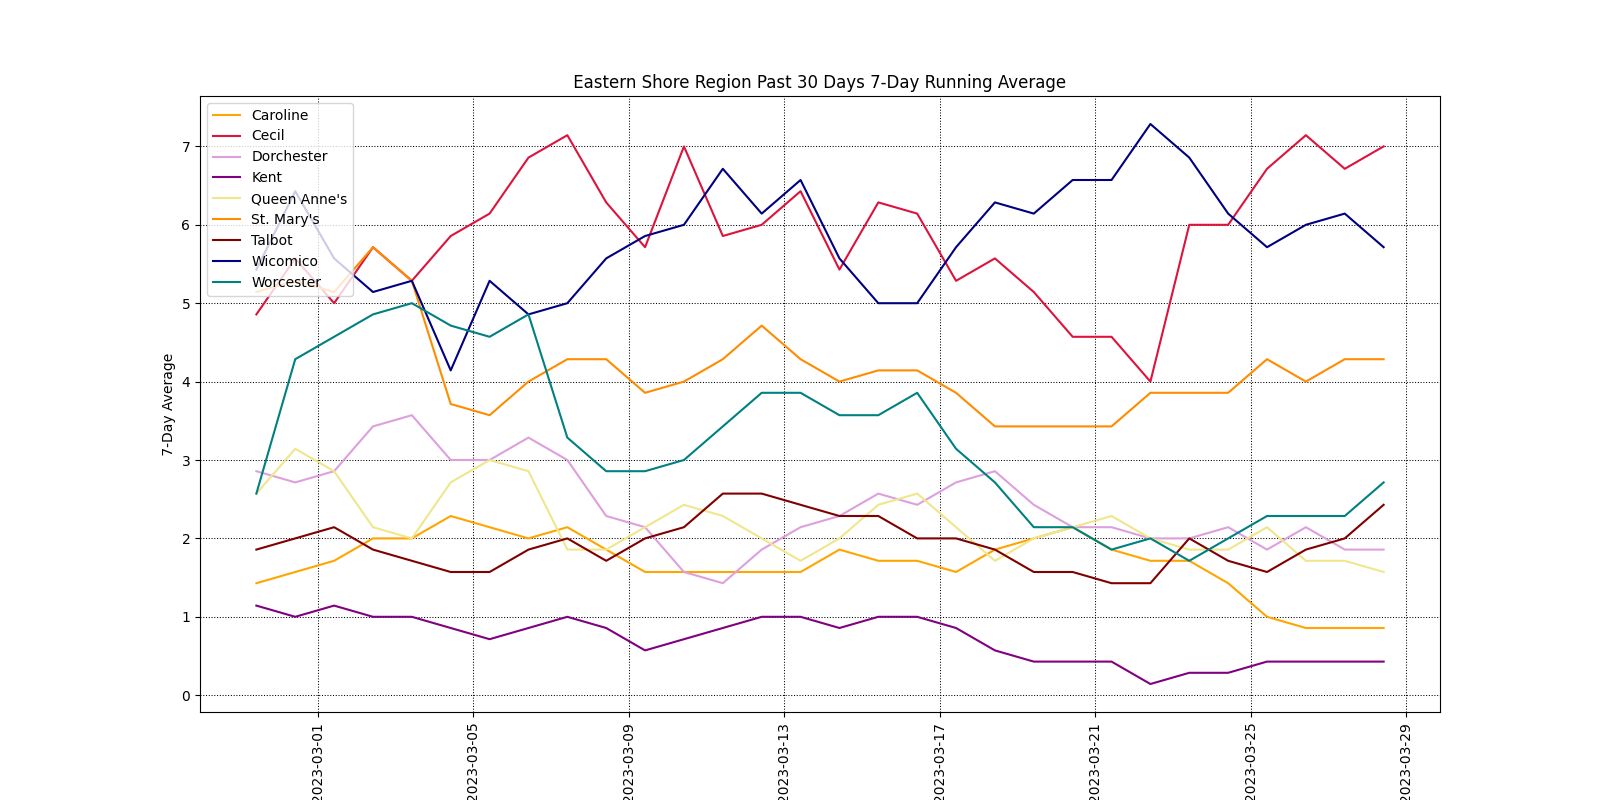 Eastern Shore Region Past 30 Days 7-Day Running Average
Caroline
Cecil
Dorchester
Kent
Queen Anne's
St. Mary's
Talbot
Wicomico
Worcester
7-Day Average
7
6
5
4
3
2
1
0
2023-03-01
2023-03-05
2023-03-09
2023-03-13
2023-03-17
2023-03-21
2023-03-25
2023-03-29